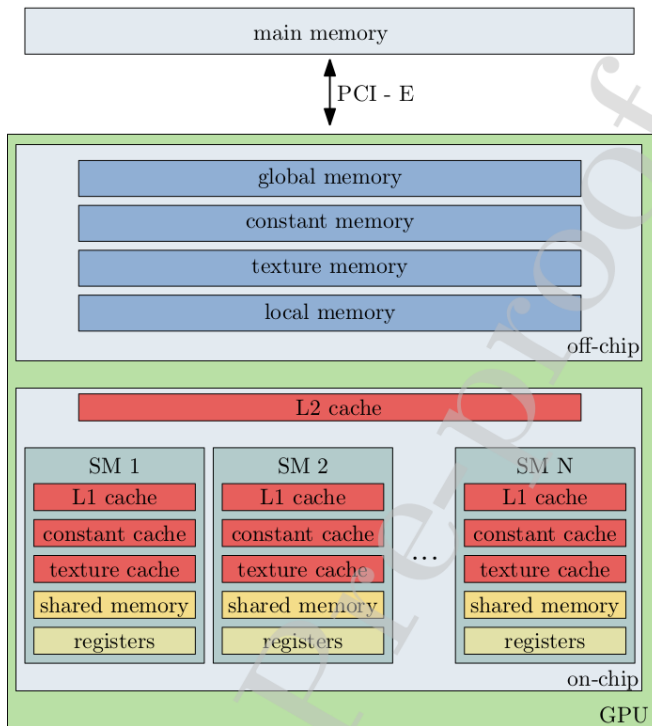 main memory
PCI - E
global memory
constant memory
texture memory
local memory
off-chip
L2 cache
SM 1
L1 cache
constant cache
texture cache
shared memory
registers
SM 2
L1 cache
constant cache
texture cache
shared memory
registers
...
SM N
L1 cache
constant cache
texture cache
shared memory
registers
on-chip
GPU
Pre-proof